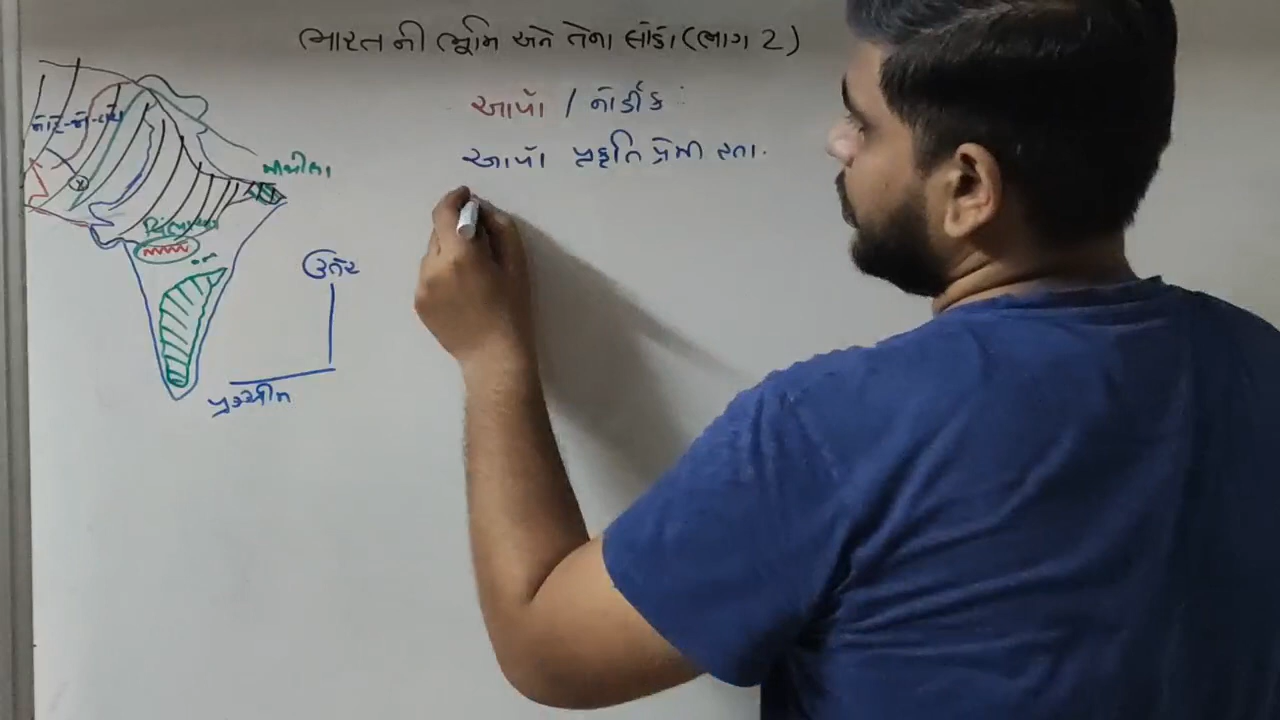 ભારત ની ભૂમિ અને તેના લોકો (ભાગ 2)
આર્યો / નોર્ડીક
આર્યો પ્રકૃતિ પ્રેમી હતા.
ઉત્તર
પ્રાચીન